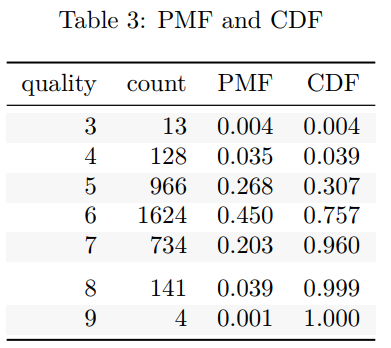 Table 3: PMF and CDF
quality count PMF CDF
3 13 0.004 0.004
4 128 0.035 0.039
5 966 0.268 0.307
6 1624 0.450 0.757
7 734 0.203 0.960
8 141 0.039 0.999
9 4 0.001 1.000